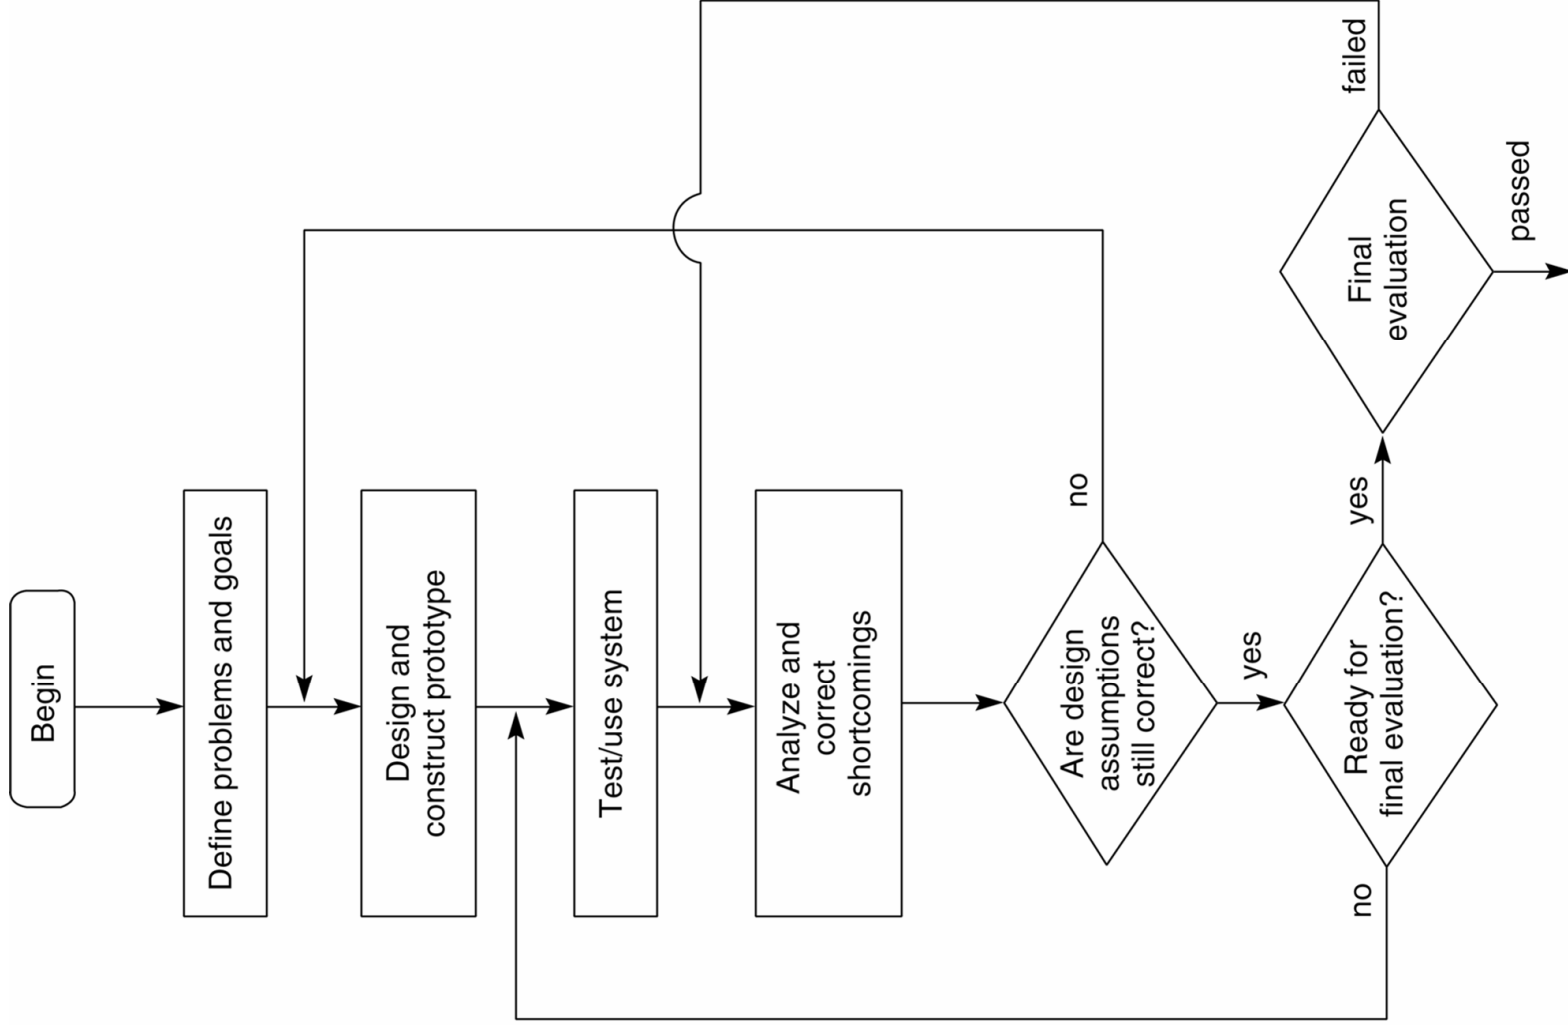 Begin
Define problems and goals
Design and
construct prototype
Test/use system
Analyze and
correct
shortcomings
Are design
assumptions
still correct?
no
yes
Ready for
final evaluation?
no
yes
Final
evaluation
failed
passed